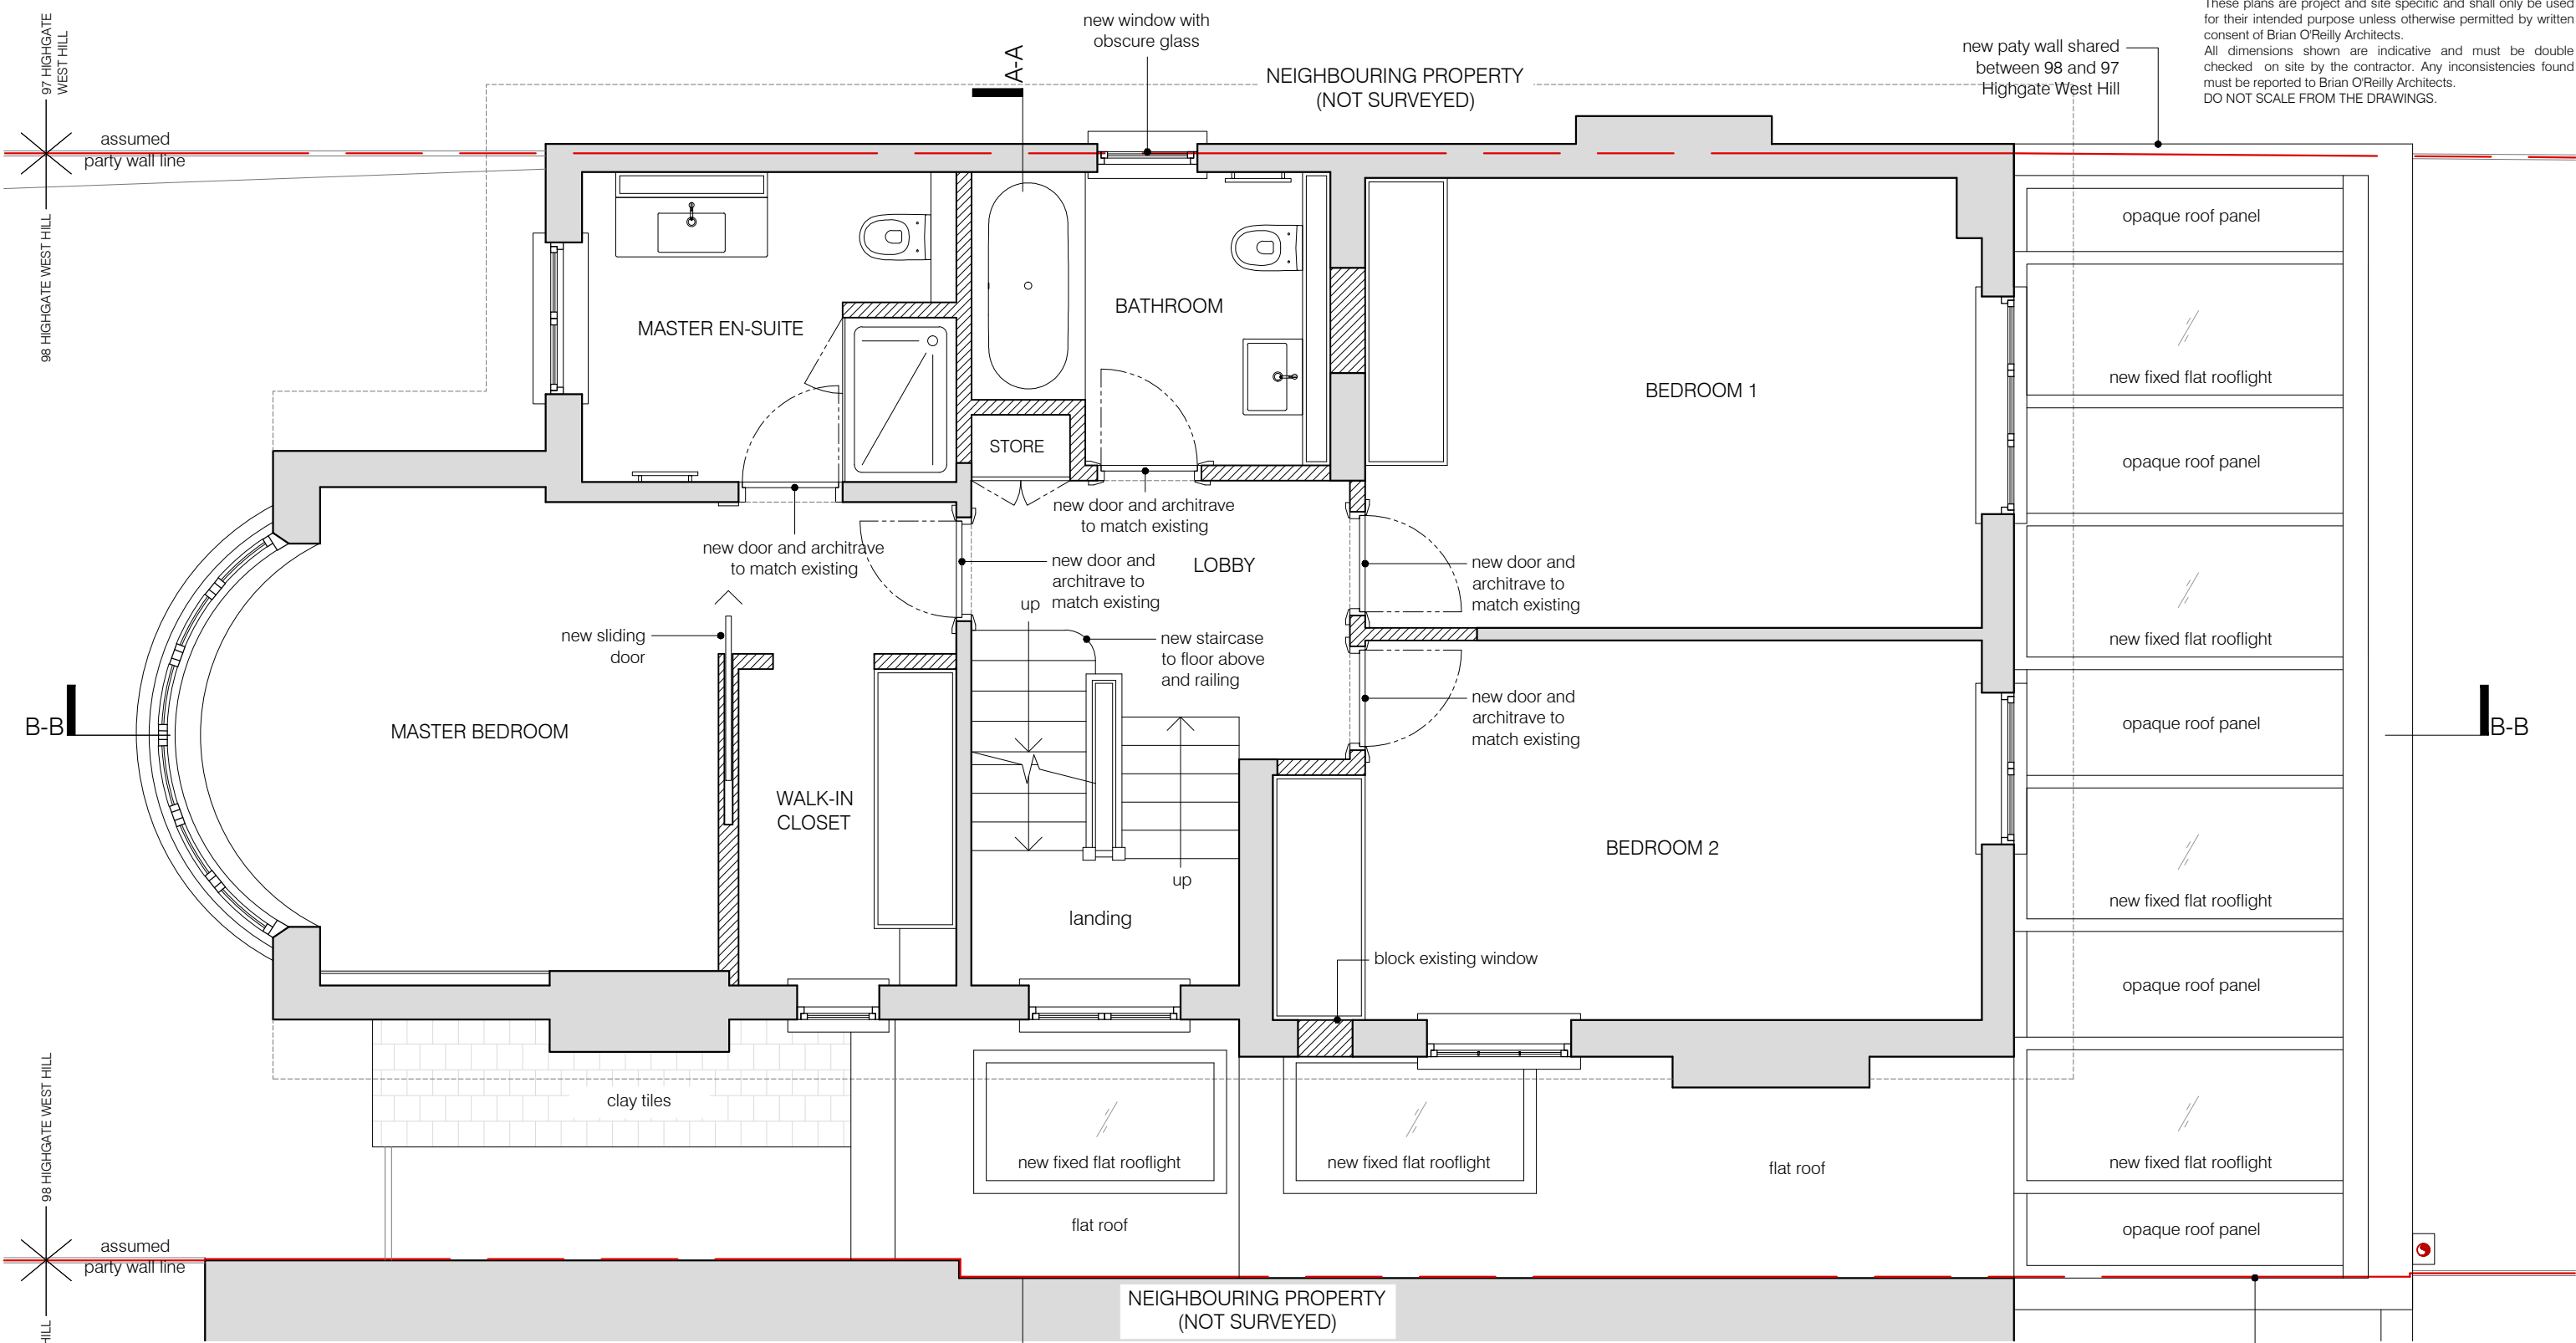 These plans are project and site specific and shall only be used
for their intended purpose unless otherwise permitted by written
consent of Brian O'Reilly Architects.
All dimensions shown are indicative and must be double
checked on site by the contractor. Any inconsistencies found
must be reported to Brian O'Reilly Architects.
DO NOT SCALE FROM THE DRAWINGS.
new window with
obscure glass
97 HIGHGATE
WEST HILL
A-A
NEIGHBOURING PROPERTY
(NOT SURVEYED)
new paty wall shared
between 98 and 97
Highgate West Hill
assumed
party wall line
98 HIGHGATE WEST HILL
opaque roof panel
MASTER EN-SUITE
BATHROOM
BEDROOM 1
new fixed flat rooflight
STORE
opaque roof panel
new door and architrave
to match existing
new door and architrave
to match existing
new door and
architrave to
match existing
LOBBY
new door and
architrave to
match existing
up
new sliding
door
new staircase
to floor above
and railing
new fixed flat rooflight
B-B
MASTER BEDROOM
new door and
architrave to
match existing
opaque roof panel
B-B
WALK-IN
CLOSET
BEDROOM 2
up
landing
new fixed flat rooflight
block existing window
opaque roof panel
98 HIGHGATE WEST HILL
clay tiles
new fixed flat rooflight
new fixed flat rooflight
flat roof
new fixed flat rooflight
flat roof
opaque roof panel
assumed
party wall line
NEIGHBOURING PROPERTY
(NOT SURVEYED)
HILL